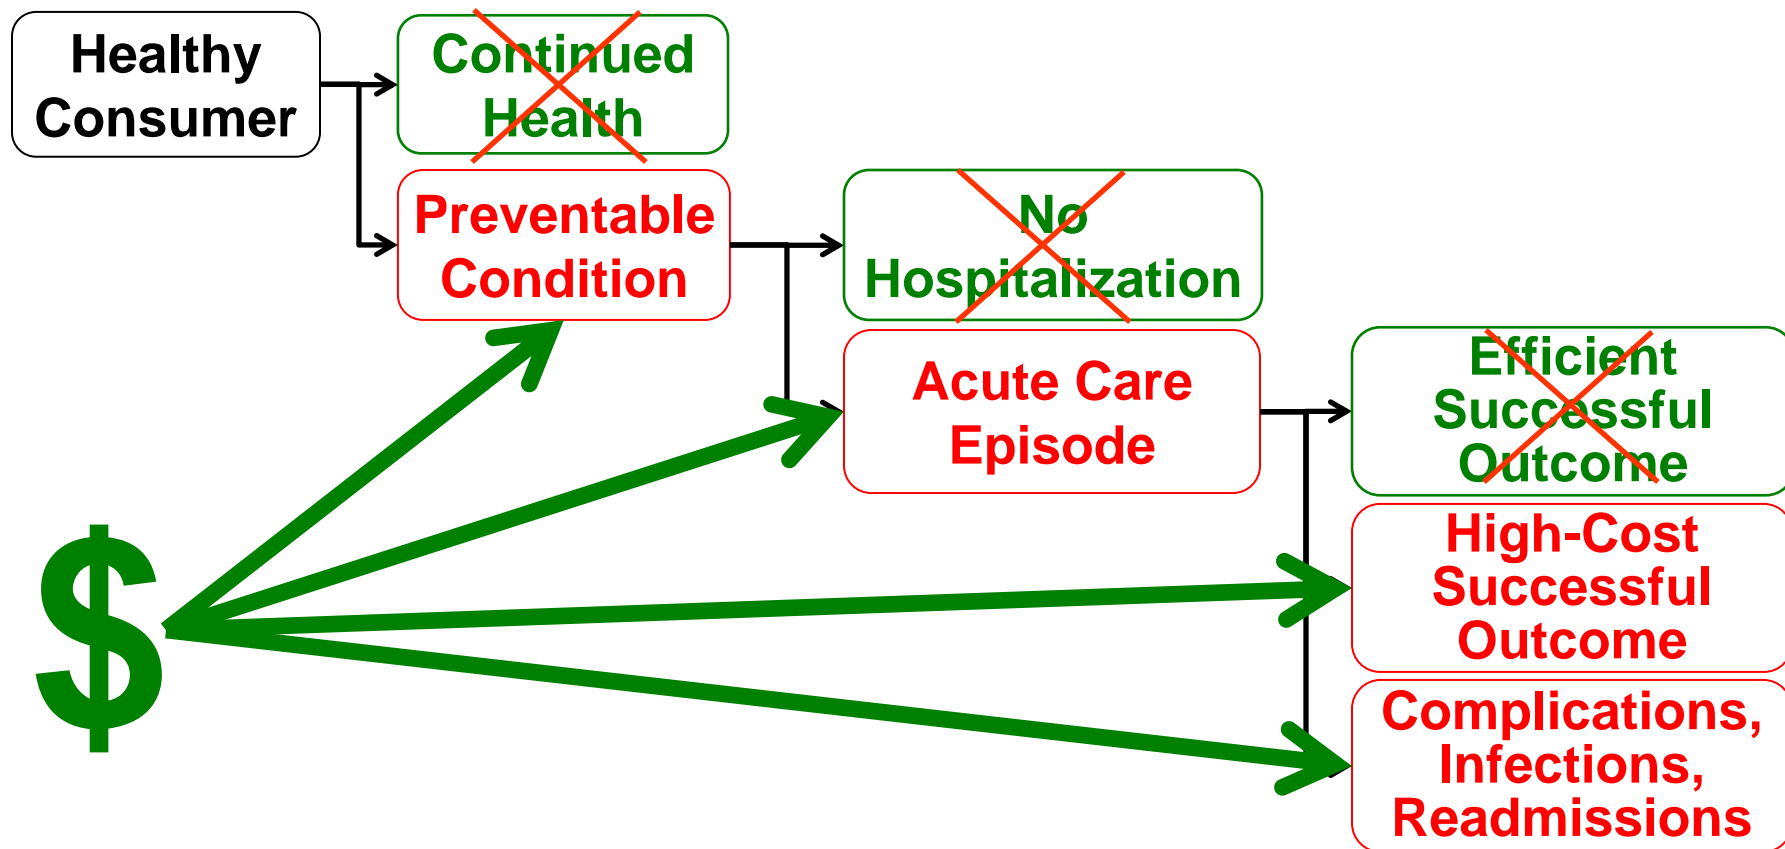 Healthy
Consumer
Continued
Health
Preventable
Condition
No
Hospitalization
Acute Care
Episode
Efficient
Successful
Outcome
High-Cost
Successful
Outcome
Complications,
Infections,
Readmissions
$